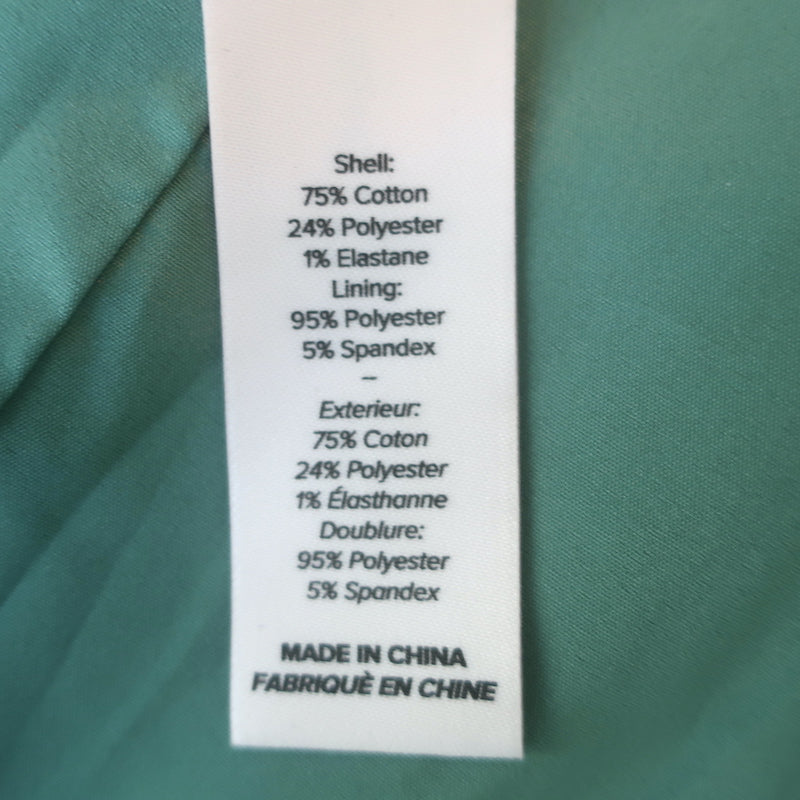 Shell:
75% Cotton
24% Polyester
1% Elastane
Lining:
95% Polyester
5% Spandex
–
Exterieur:
75% Coton
24% Polyester
1% Élasthanne
Doublure:
95% Polyester
5% Spandex
MADE IN CHINA
FABRIQUÈ EN CHINE